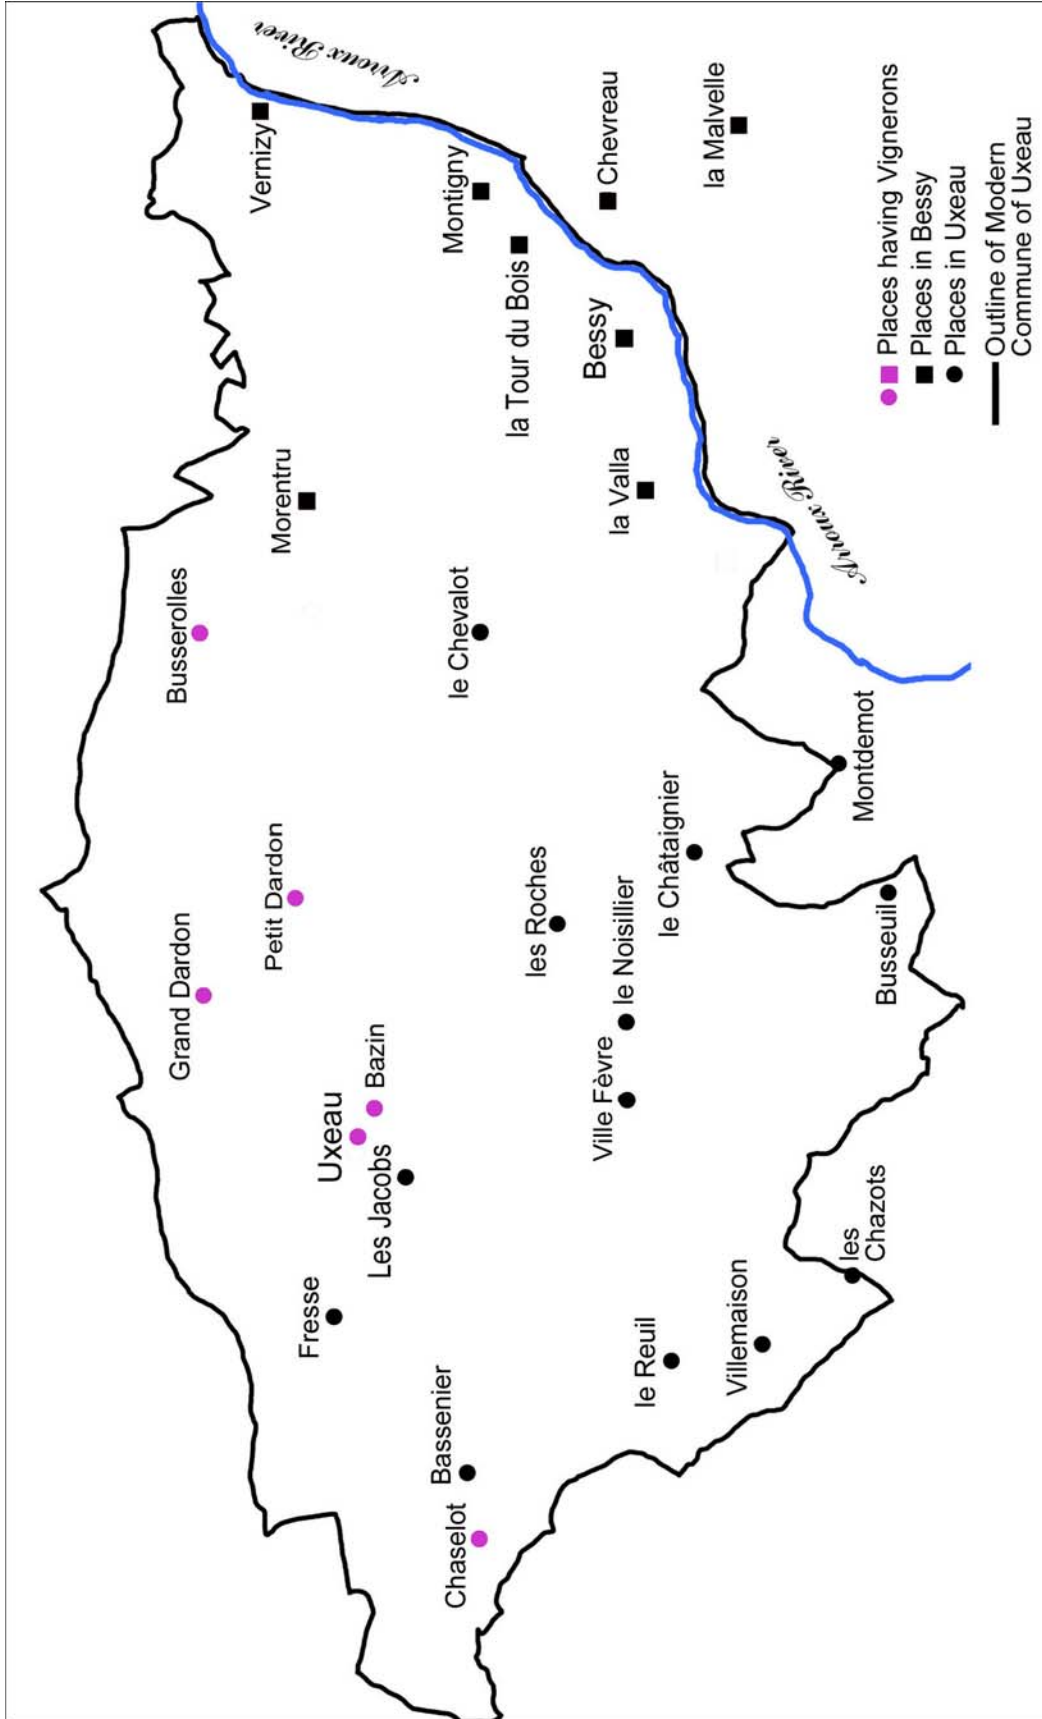 Grand Dardon
Busserolles
Vernizy
Petit Dardon
Morentru
Fresse
Uxeau
Arroux River
Bazin
Les Jacobs
Bassenier
Chaselot
le Chevalot
Montigny
la Tour du Bois
les Roches
Bessy
Ville Fèvre
Chevreau
la Valla
le Noisillier
le Reuil
le Châtaignier
la Malvelle
Villemaison
Arroux River
les
Chazots
Montdemot
Busseuil
Places having Vignerons
Places in Bessy
Places in Uxeau
Outline of Modern
Commune of Uxeau